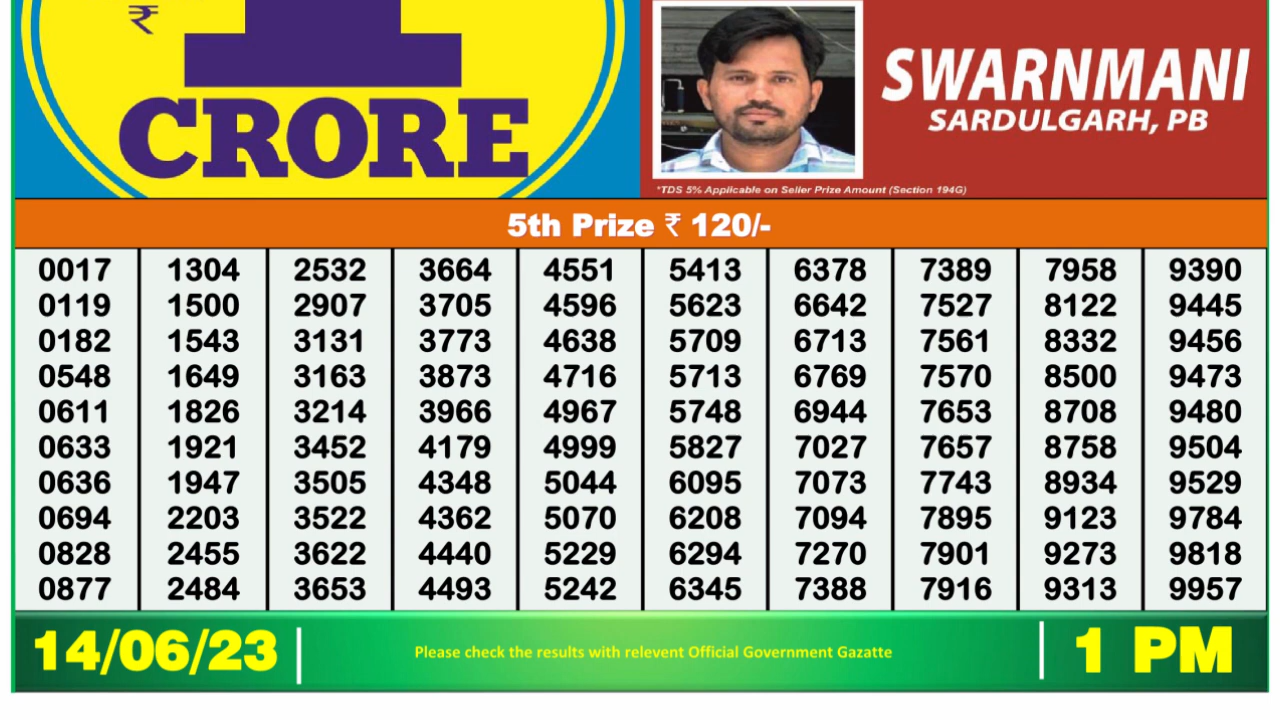 ₹
1
CRORE
SWARNMANI
SARDULGARH, PB
*TDS 5% Applicable on Seller Prize Amount (Section 194G)
5th Prize ₹ 120/-
0017 1304 2532 3664 4551 5413 6378 7389 7958 9390
0119 1500 2907 3705 4596 5623 6642 7527 8122 9445
0182 1543 3131 3773 4638 5709 6713 7561 8332 9456
0548 1649 3163 3873 4716 5713 6769 7570 8500 9473
0611 1826 3214 3966 4967 5748 6944 7653 8708 9480
0633 1921 3452 4179 4999 5827 7027 7657 8758 9504
0636 1947 3505 4348 5044 6095 7073 7743 8934 9529
0694 2203 3522 4362 5070 6208 7094 7895 9123 9784
0828 2455 3622 4440 5229 6294 7270 7901 9273 9818
0877 2484 3653 4493 5242 6345 7388 7916 9313 9957
14/06/23
Please check the results with relevent Official Government Gazatte
1 PM